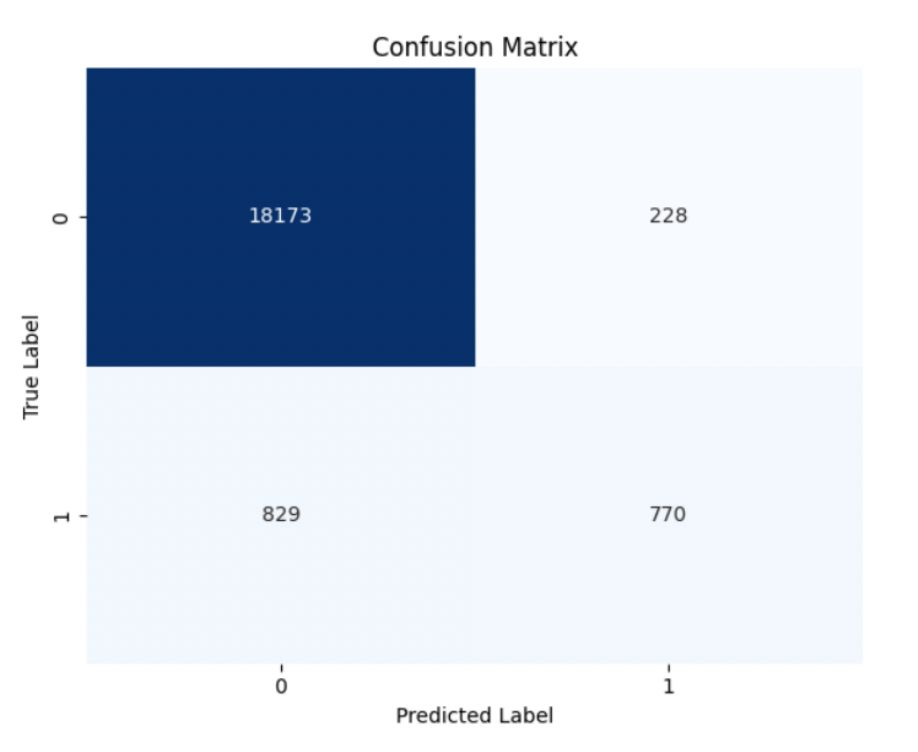 Confusion Matrix
0
18173
228
True Label
1
829
770
0
1
Predicted Label